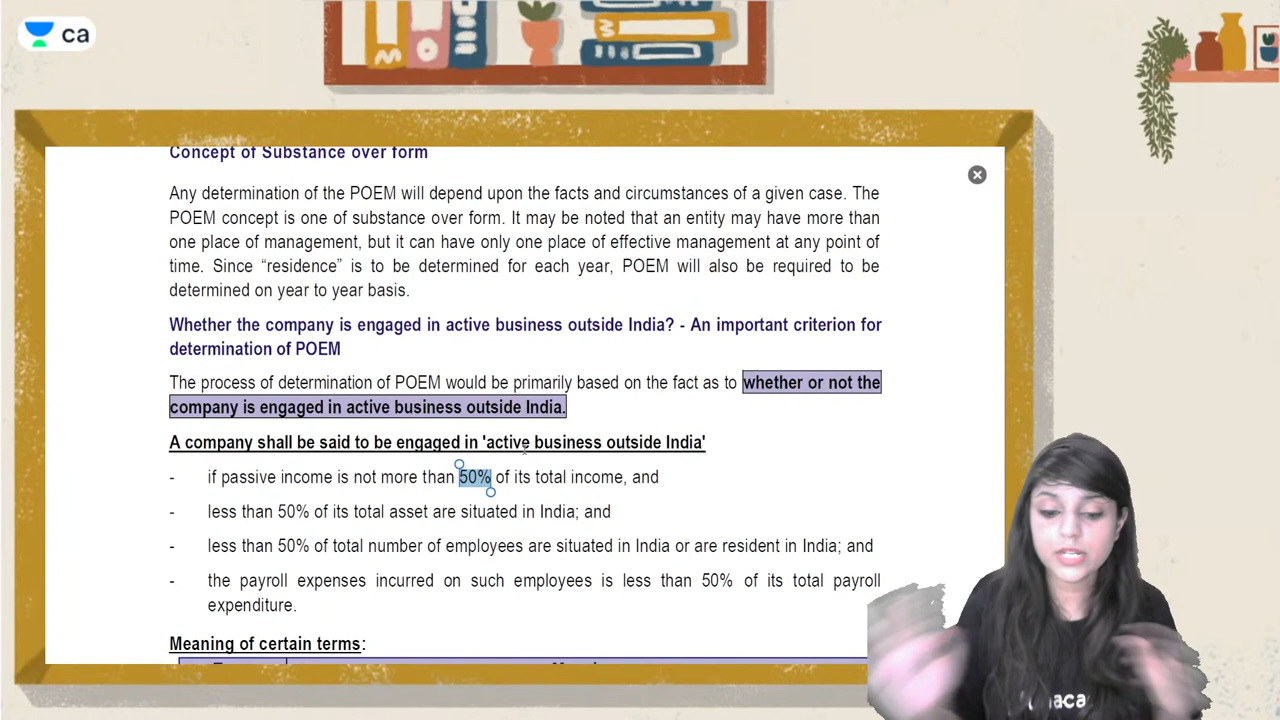 ca
Concept of Substance over form
Any determination of the POEM will depend upon the facts and circumstances of a given case. The
POEM concept is one of substance over form. It may be noted that an entity may have more than
one place of management, but it can have only one place of effective management at any point of
time. Since “residence” is to be determined for each year, POEM will also be required to be
determined on year to year basis.
Whether the company is engaged in active business outside India? - An important criterion for
determination of POEM
The process of determination of POEM would be primarily based on the fact as to whether or not the
company is engaged in active business outside India.
A company shall be said to be engaged in 'active business outside India'
- if passive income is not more than 50% of its total income, and
- less than 50% of its total asset are situated in India; and
- less than 50% of total number of employees are situated in India or are resident in India; and
- the payroll expenses incurred on such employees is less than 50% of its total payroll
expenditure.
Meaning of certain terms: